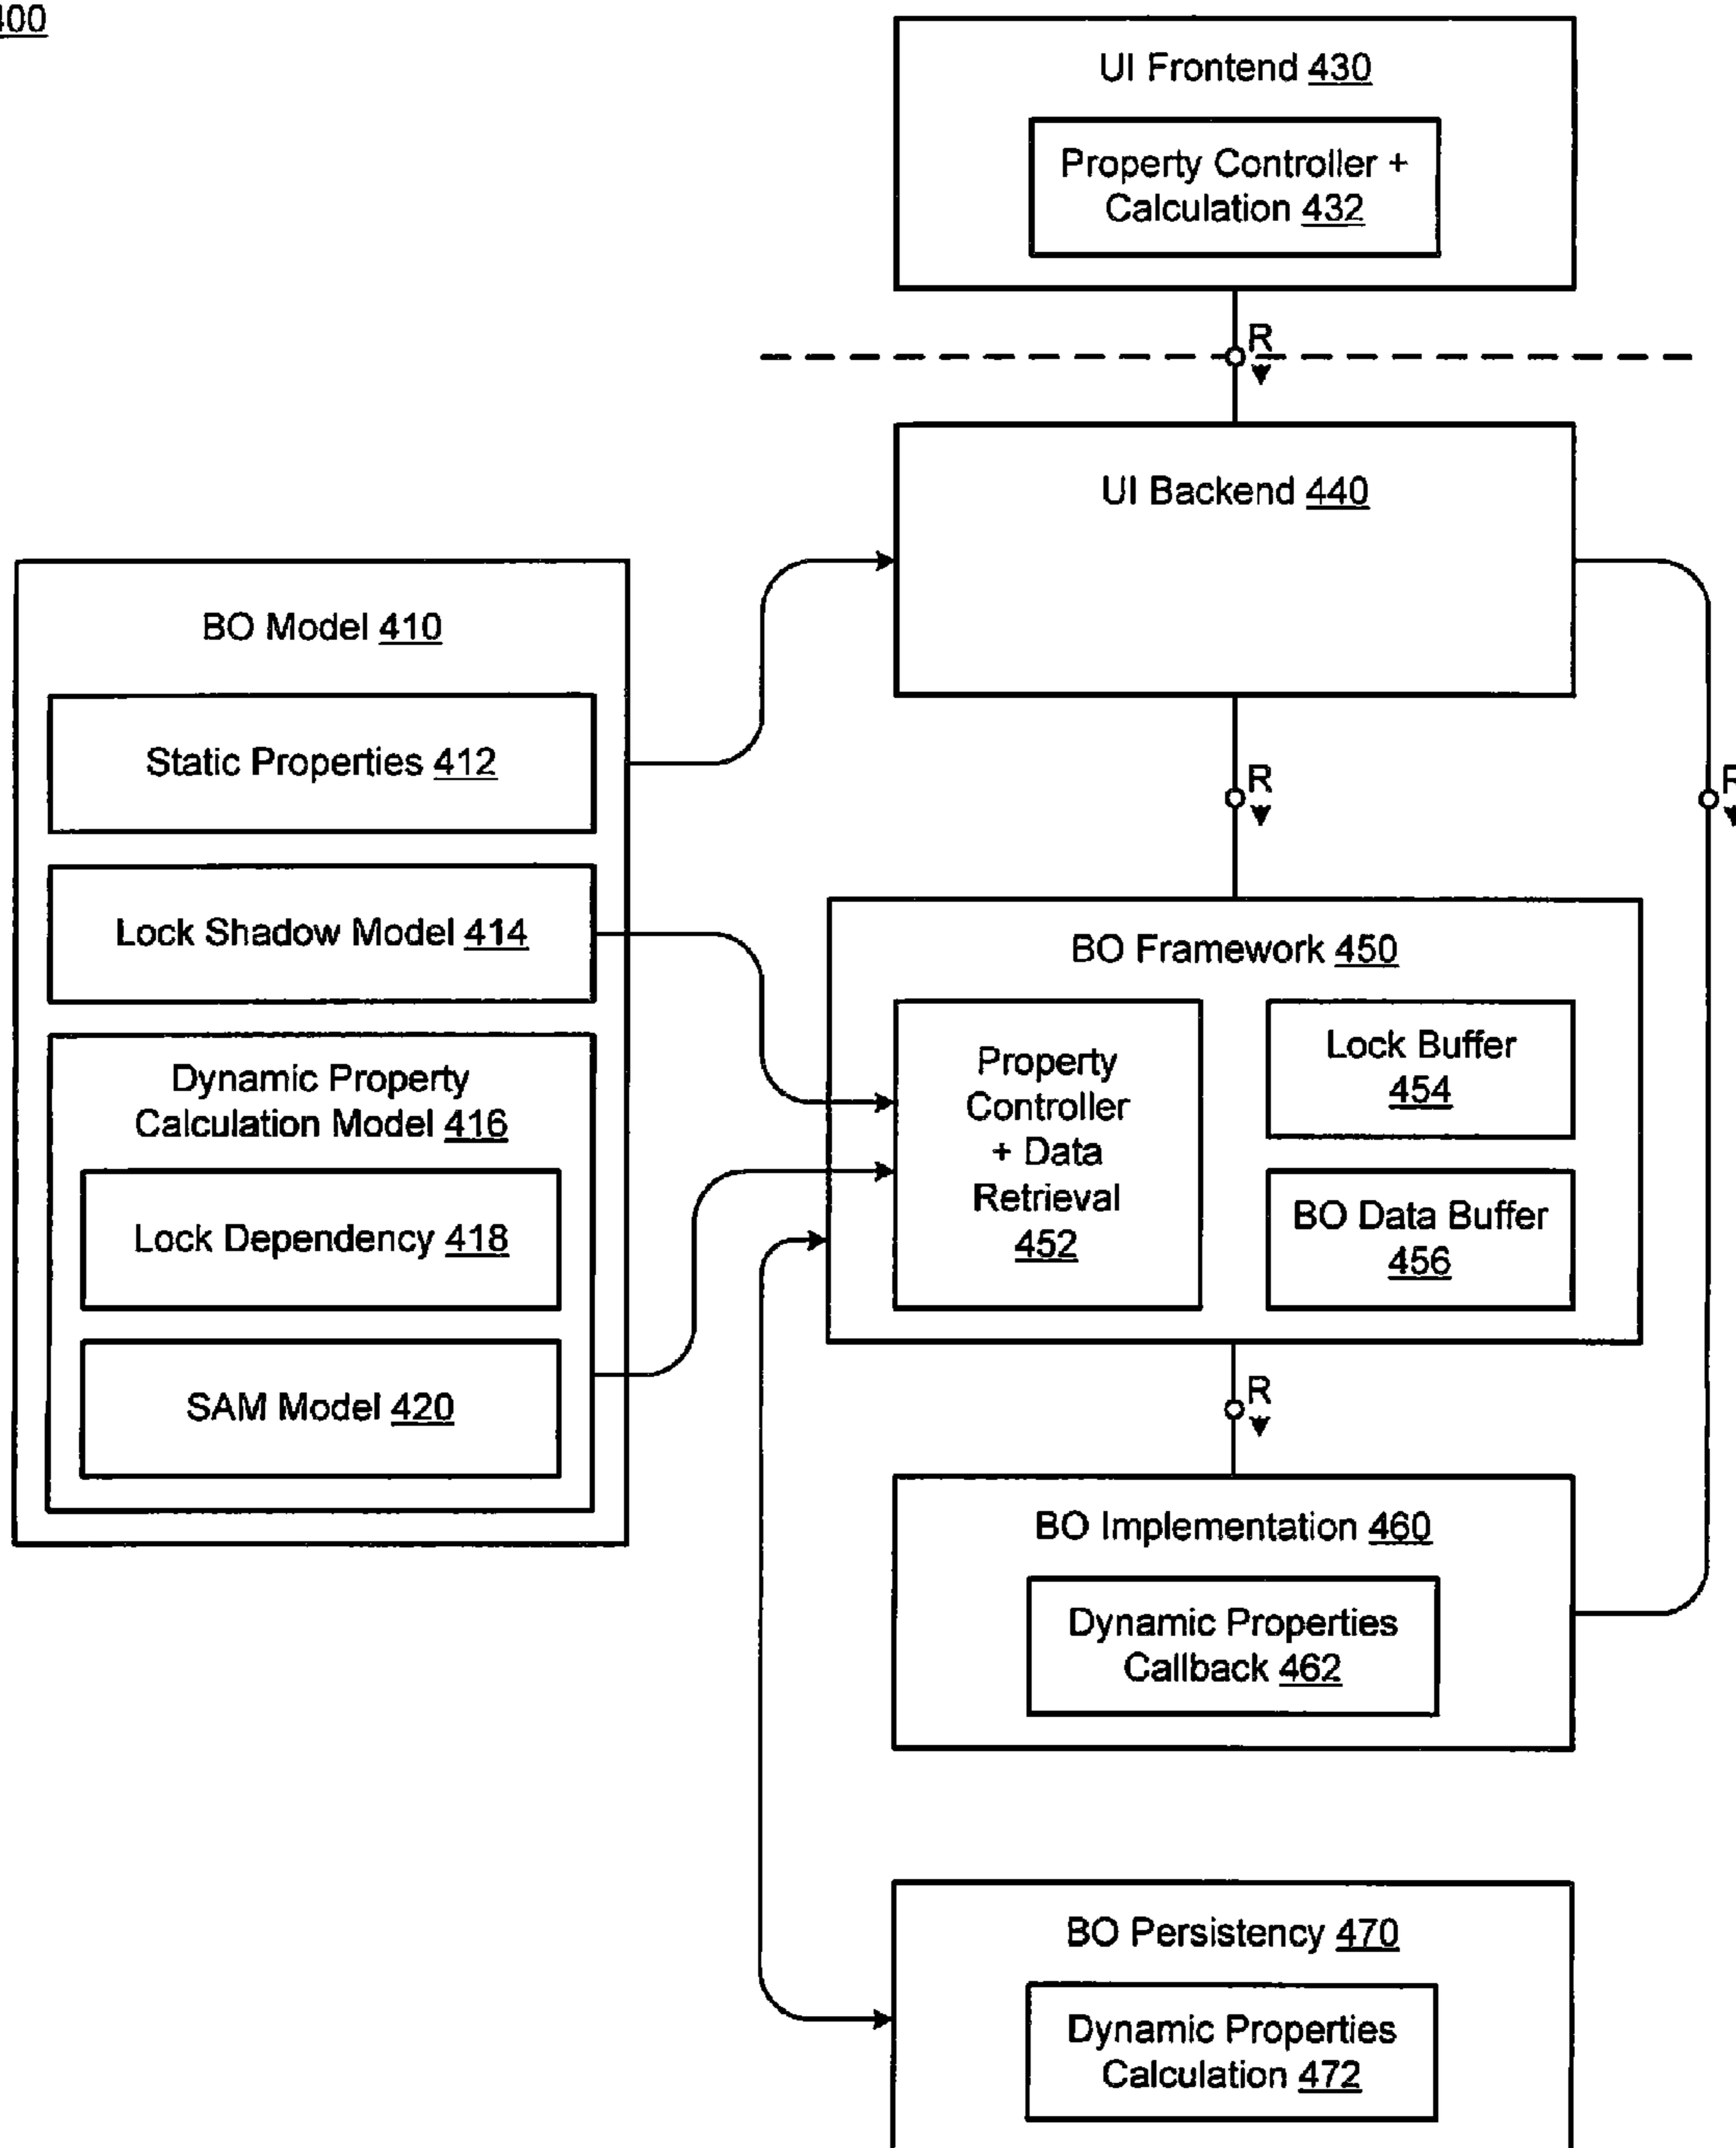 400
UI Frontend 430
Property Controller +
Calculation 432
R
UI Backend 440
BO Model 410
Static Properties 412
R
R
Lock Shadow Model 414
BO Framework 450
Dynamic Property
Calculation Model 416
Property
Controller
+ Data
Retrieval
452
Lock Buffer
454
Lock Dependency 418
BO Data Buffer
456
SAM Model 420
R
BO Implementation 460
Dynamic Properties
Callback 462
BO Persistency 470
Dynamic Properties
Calculation 472